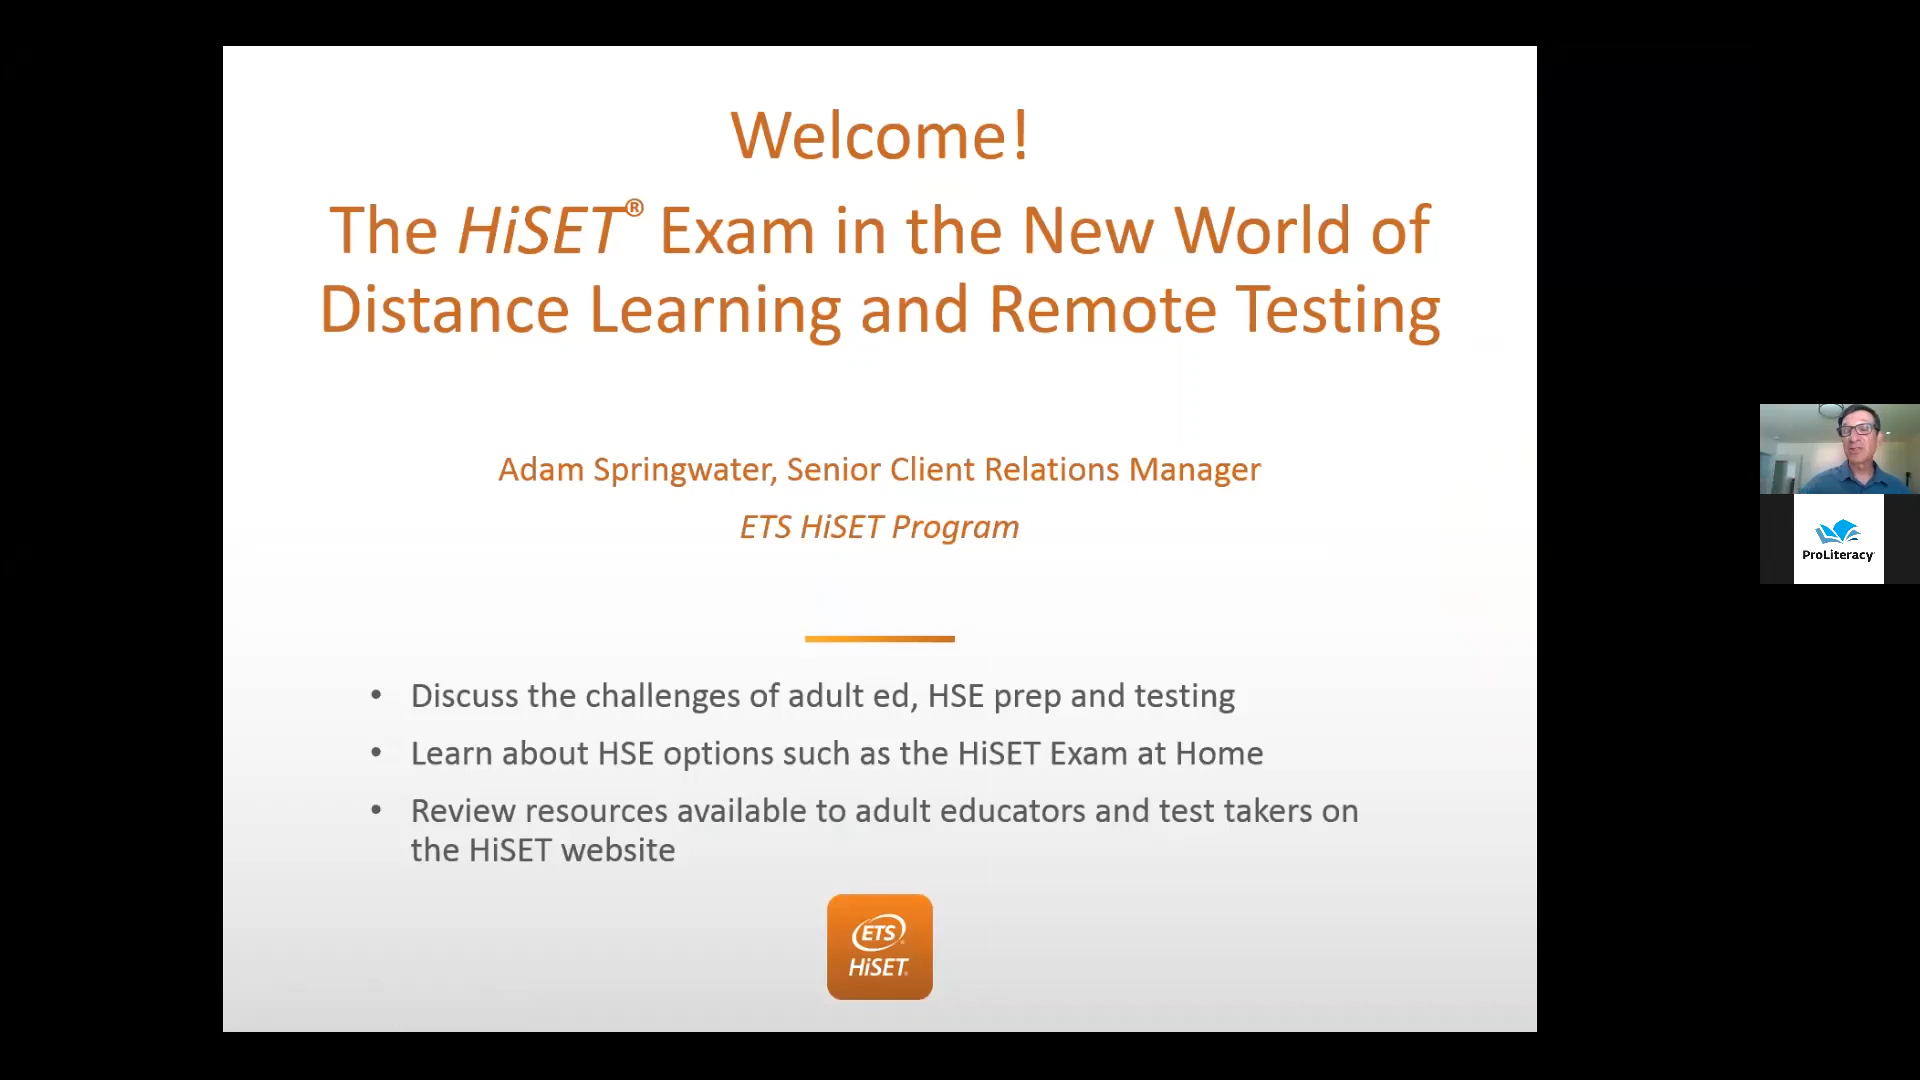 Welcome!
The HiSET® Exam in the New World of
Distance Learning and Remote Testing
Adam Springwater, Senior Client Relations Manager
ETS HiSET Program
• Discuss the challenges of adult ed, HSE prep and testing
• Learn about HSE options such as the HiSET Exam at Home
• Review resources available to adult educators and test takers on
the HiSET website
ETS®
HiSET®
ProLiteracy